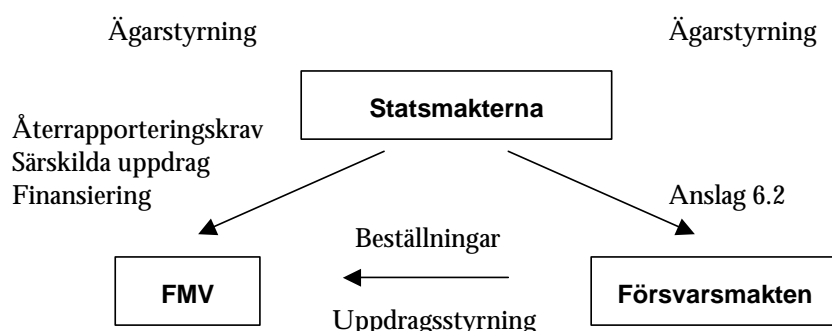 Ägarstyrning
Ägarstyrning
Statsmakterna
Återrapporteringskrav
Särskilda uppdrag
Finansiering
Anslag 6.2
Beställningar
FMV
Försvarsmakten
Uppdragsstyrning